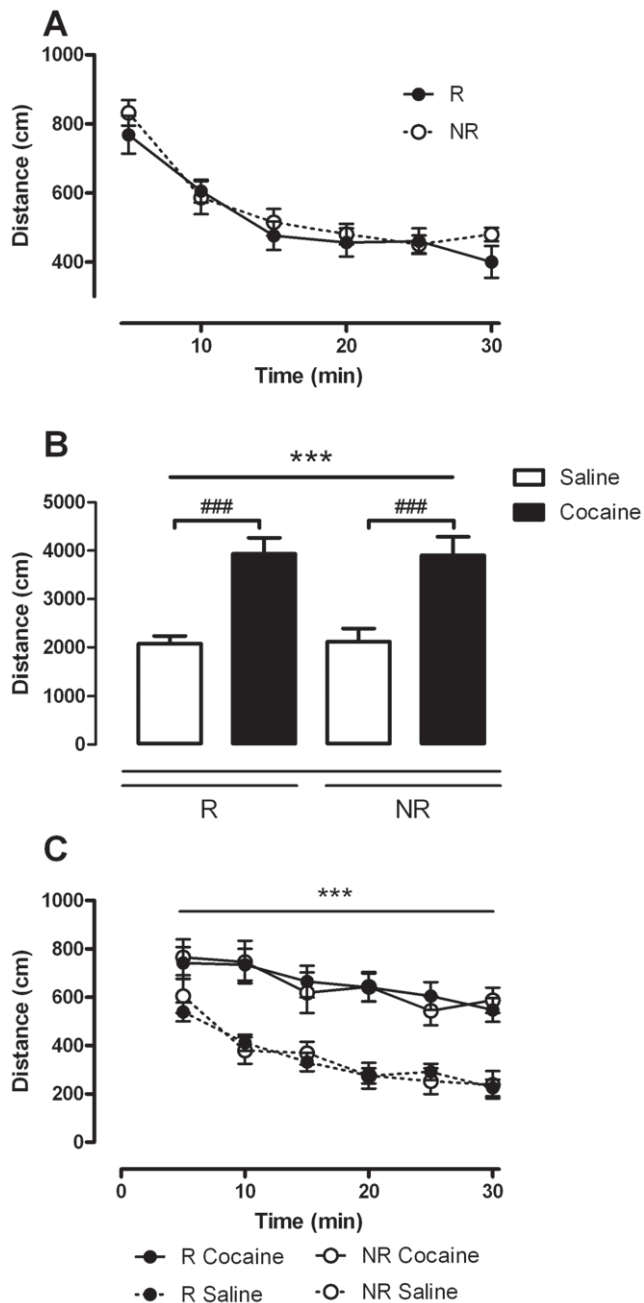 A
1000
800
600
400
Distance (cm)
R
NR
10
20
30
Time (min)
B
***
Saline
Cocaine
5000
4000
3000
2000
1000
0
Distance (cm)
###
###
R
NR
C
***
1000
800
600
400
200
0
Distance (cm)
0
10
20
30
Time (min)
R Cocaine
NR Cocaine
R Saline
NR Saline